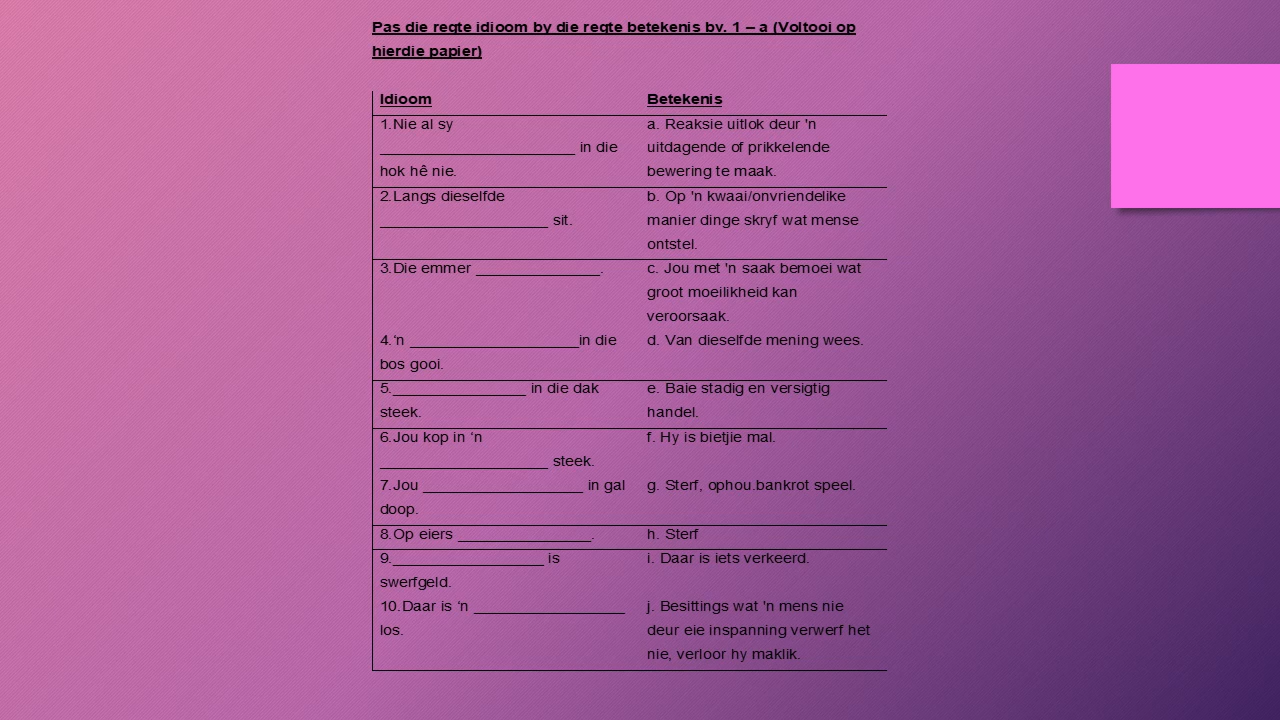 Pas die regte idioom by die regte betekenis bv. 1 – a (Voltooi op
hierdie papier)
Idioom
Betekenis
1.Nie al sy
_______________________ in die
hok hê nie.
a. Reaksie uitlok deur 'n
uitdagende of prikkelende
bewering te maak.
2.Langs dieselfde
____________________ sit.
b. Op 'n kwaai/onvriendelike
manier dinge skryf wat mense
ontstel.
3.Die emmer ______________.
c. Jou met 'n saak bemoei wat
groot moeilikheid kan
veroorsaak.
4.‘n ____________________in die
bos gooi.
d. Van dieselfde mening wees.
5.________________ in die dak
steek.
e. Baie stadig en versigtig
handel.
6.Jou kop in ‘n
____________________ steek.
f. Hy is bietjie mal.
7.Jou ___________________ in gal
doop.
g. Sterf, ophou.bankrot speel.
8.Op eiers ________________.
h. Sterf
9.__________________ is
swerfgeld.
i. Daar is iets verkeerd.
10.Daar is ‘n __________________
los.
j. Besittings wat 'n mens nie
deur eie inspanning verwerf het
nie, verloor hy maklik.